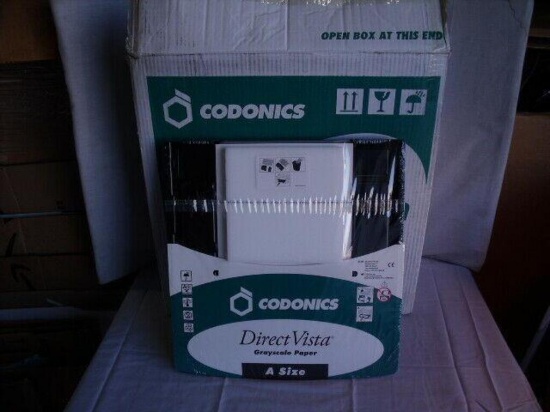 OPEN BOX AT THIS END
CODONICS
CODONICS
DirectVista
Grayscale Paper
A Size